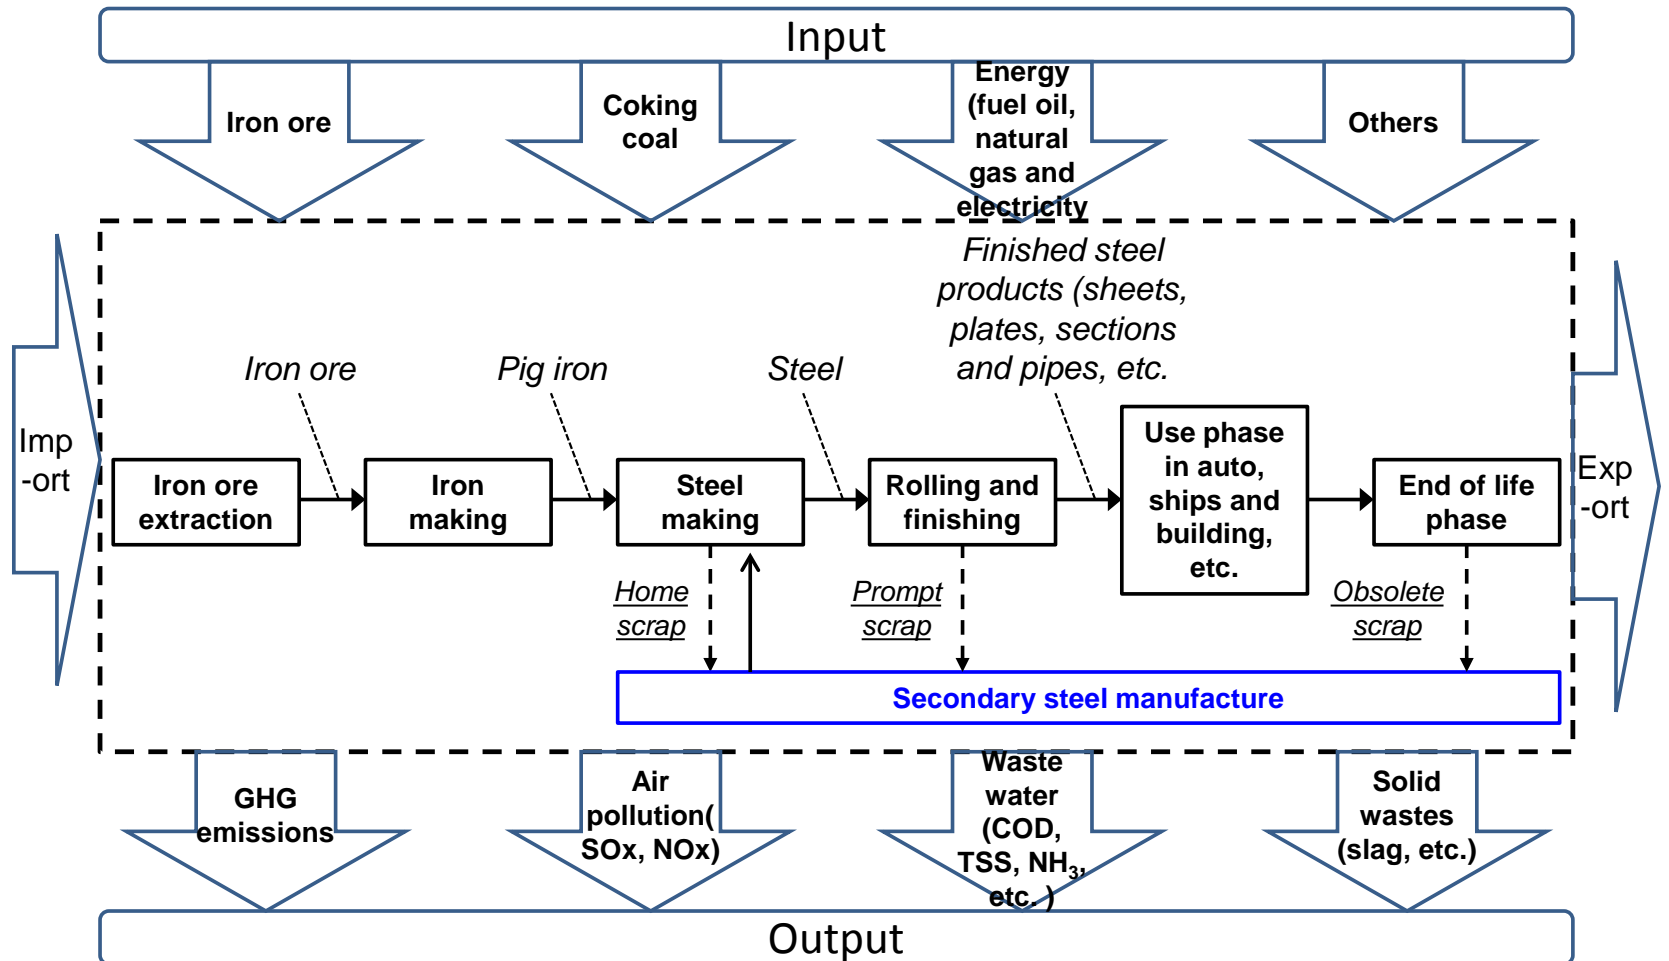 Input
Iron ore
Coking
coal
Energy
(fuel oil,
natural
gas and
electricity
Others
Imp
-ort
Exp
-ort
Iron ore
Pig iron
Steel
Finished steel
products (sheets,
plates, sections
and pipes, etc.
Iron ore
extraction
Iron
making
Steel
making
Rolling and
finishing
Use phase
in auto,
ships and
building,
etc.
End of life
phase
Home
scrap
Prompt
scrap
Obsolete
scrap
Secondary steel manufacture
GHG
emissions
Air
pollution(
SOx, NOx)
Waste
water
(COD,
TSS, NH₃,
etc. )
Solid
wastes
(slag, etc.)
Output